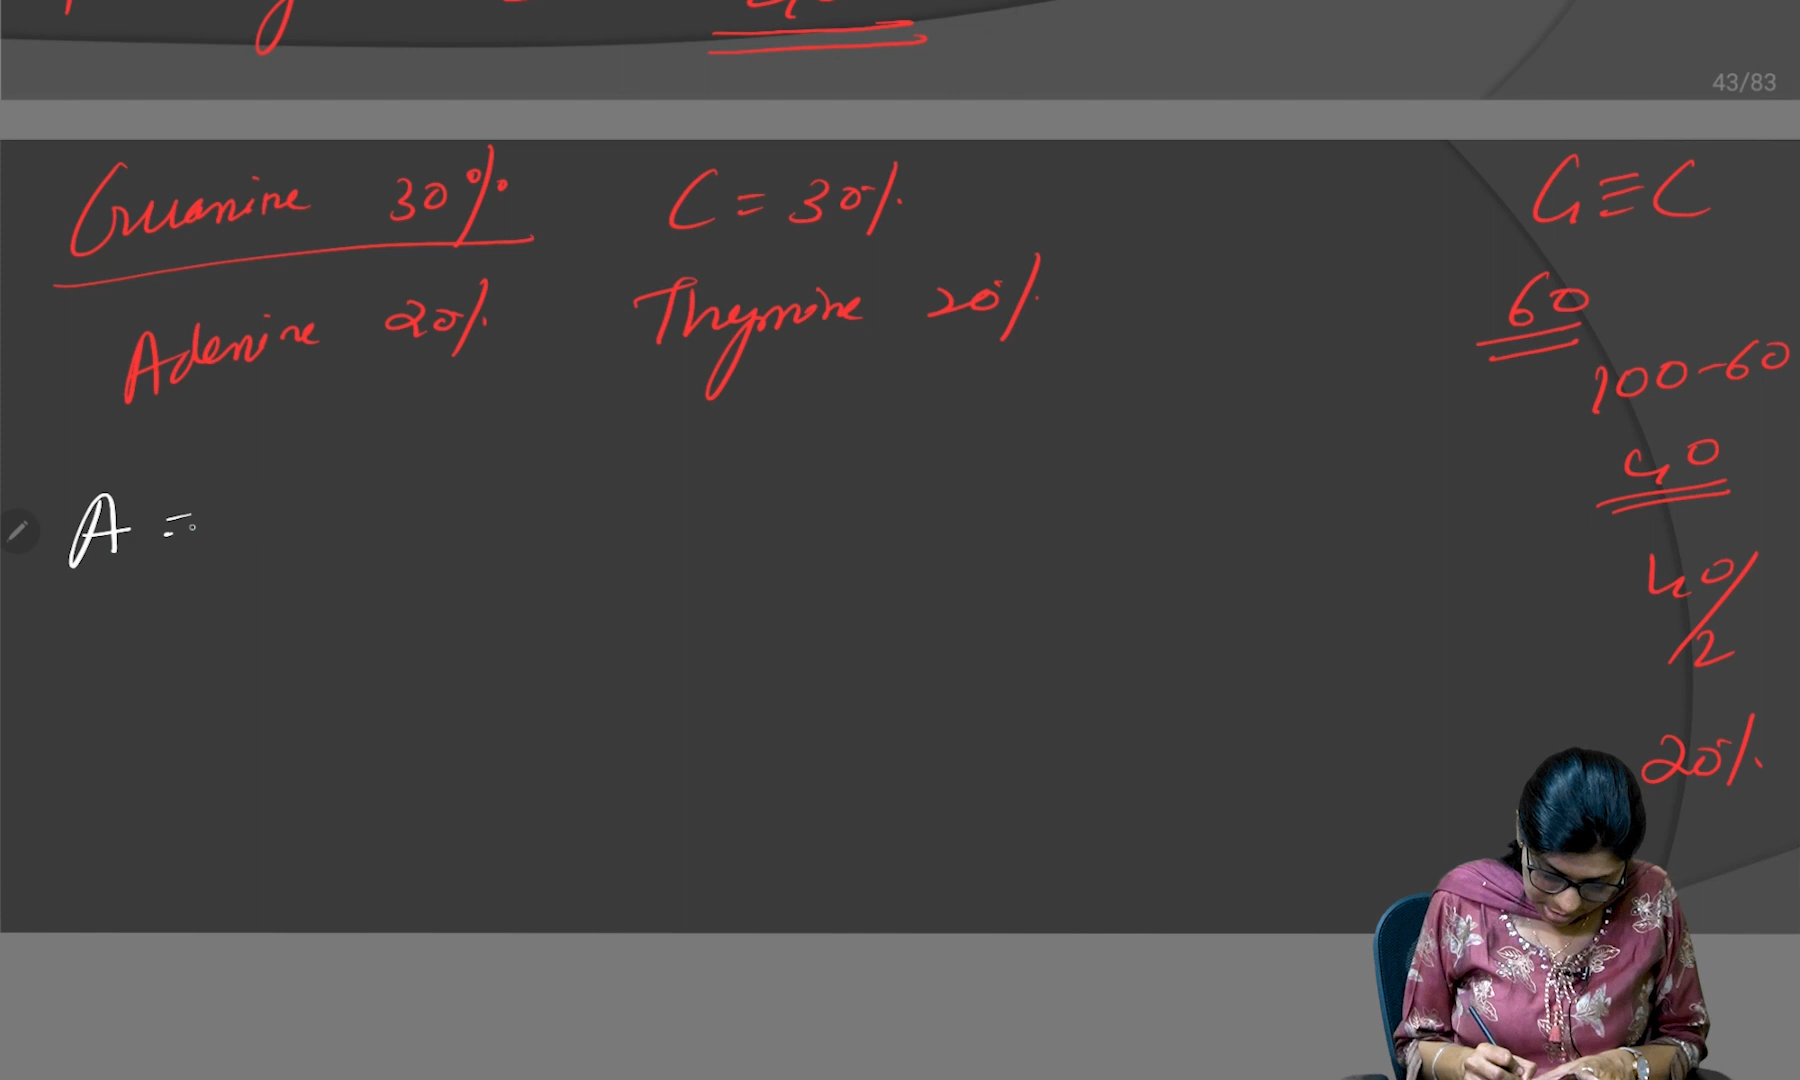 43/83
Guanine 30% C = 30% G≡C
Adenine 20% Thymine 20% 60
100-60
40
A =
40/2
20%